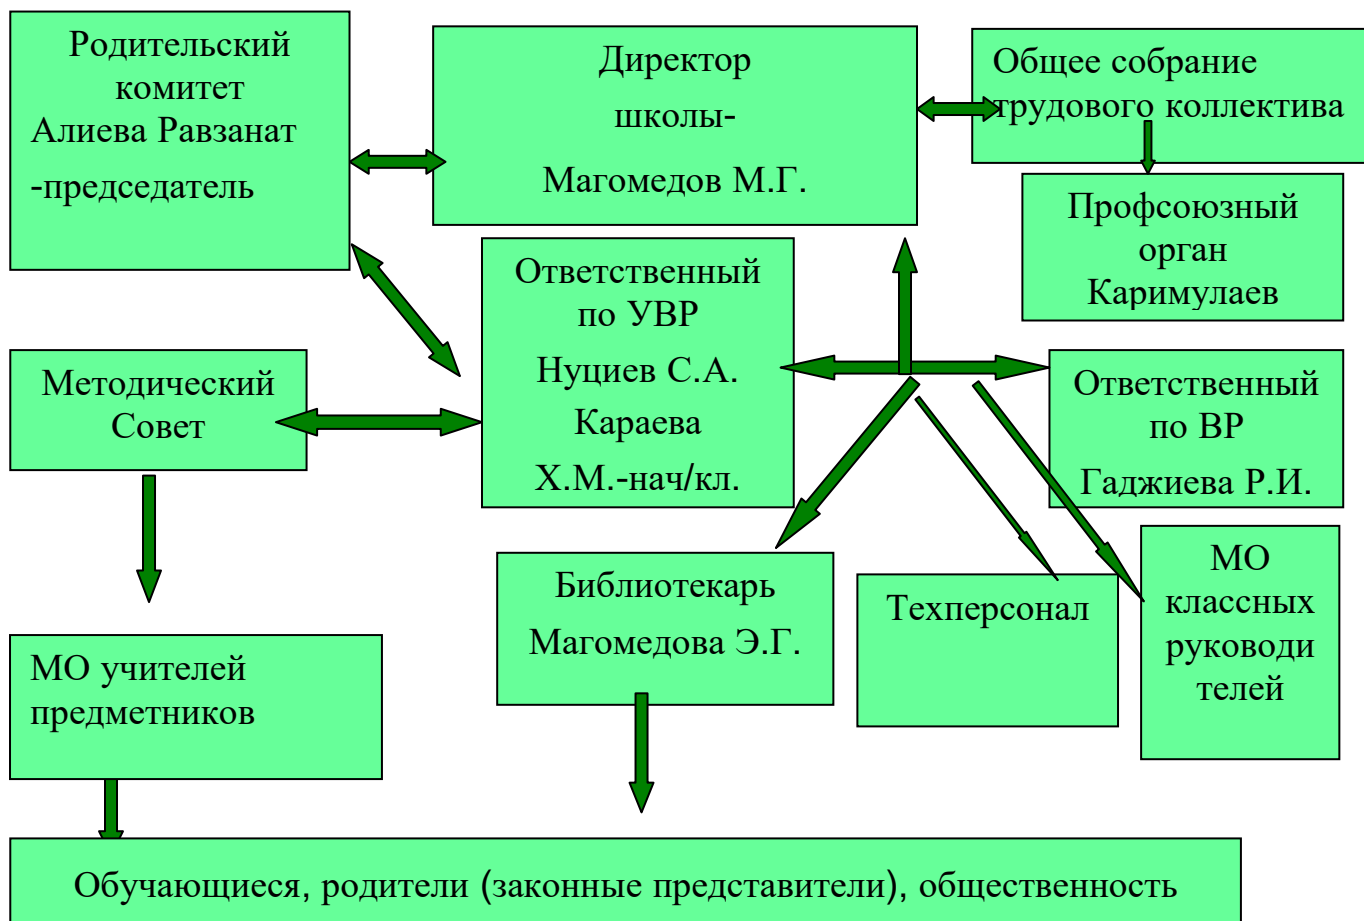 Родительский
комитет
Алиева Равзанат
-председатель
Директор
школы-
Магомедов М.Г.
Общее собрание
трудового коллектива
Профсоюзный
орган
Каримулаев
Ответственный
по УВР
Нуциев С.А.
Караева
Х.М.-нач/кл.
Методический
Совет
Ответственный
по ВР
Гаджиева Р.И.
Библиотекарь
Магомедова Э.Г.
Техперсонал
МО
классных
руководи
телей
МО учителей
предметников
Обучающиеся, родители (законные представители), общественность